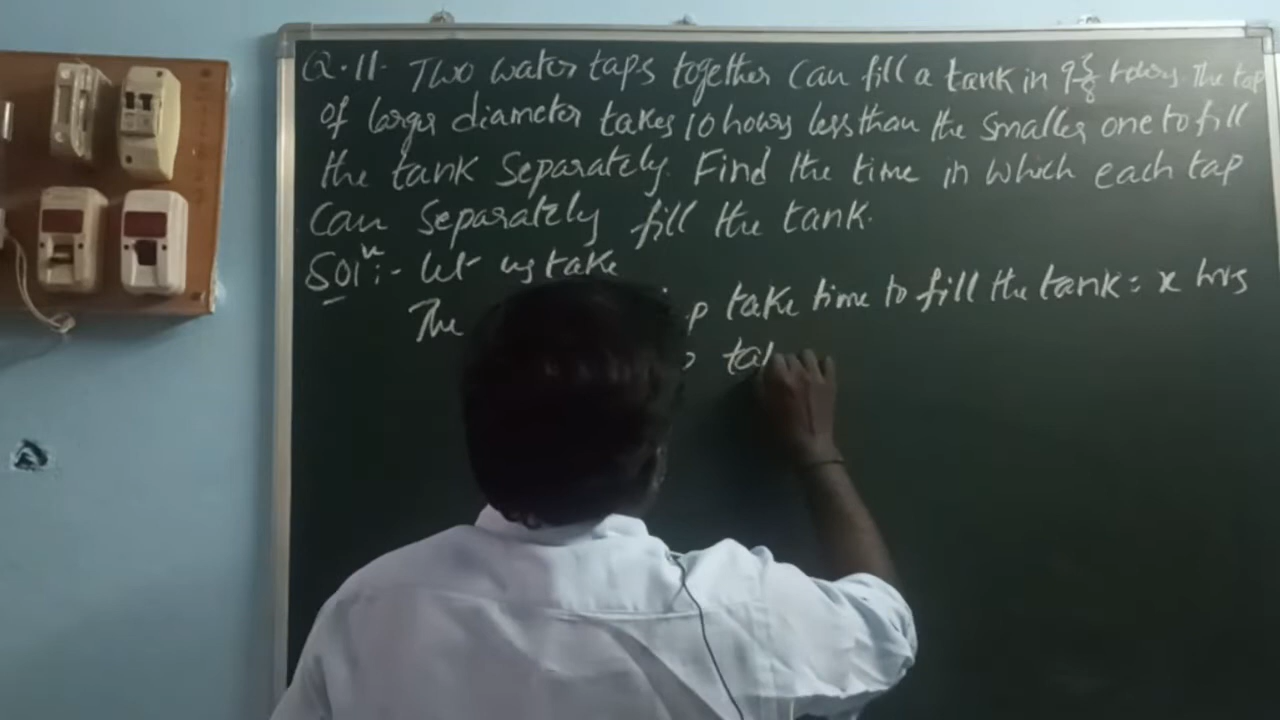 Q.11. Two water taps together can fill a tank in 9 3/8 hours. The tap
of larger diameter takes 10 hours less than the smaller one to fill
the tank separately. Find the time in which each tap
can separately fill the tank.
Solⁿ:- let us take
The take time to fill the tank = x hrs